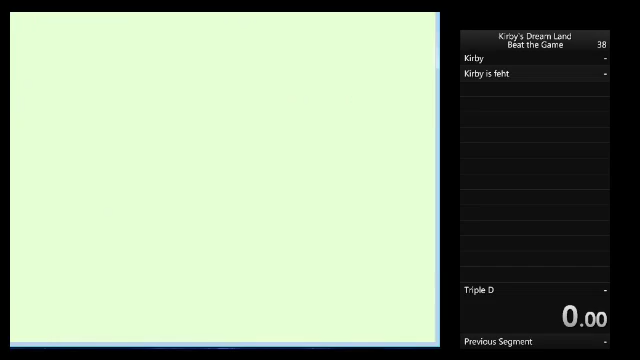 Kirby's Dream Land
Beat the Game 38
Kirby -
Kirby is feht -
Triple D -
0.00
Previous Segment -